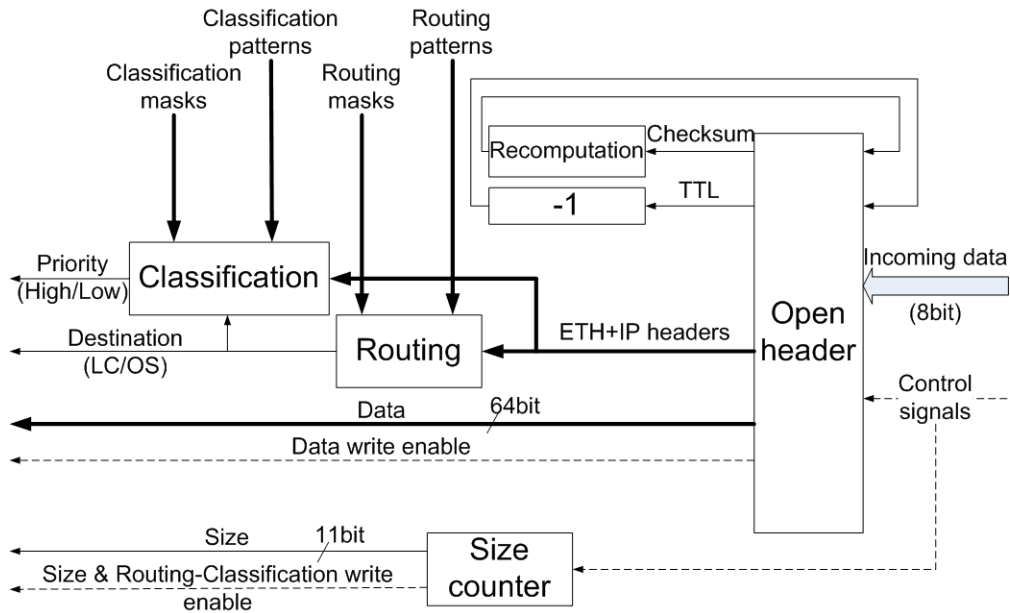 Classification
patterns
Routing
patterns
Classification
masks
Routing
masks
Checksum
Recomputation
TTL
-1
Priority
(High/Low)
Classification
Incoming data
(8bit)
Destination
(LC/OS)
Routing
ETH+IP headers
Open
header
Control
signals
Data
64bit
Data write enable
Size
11bit
Size
counter
Size & Routing-Classification write
enable